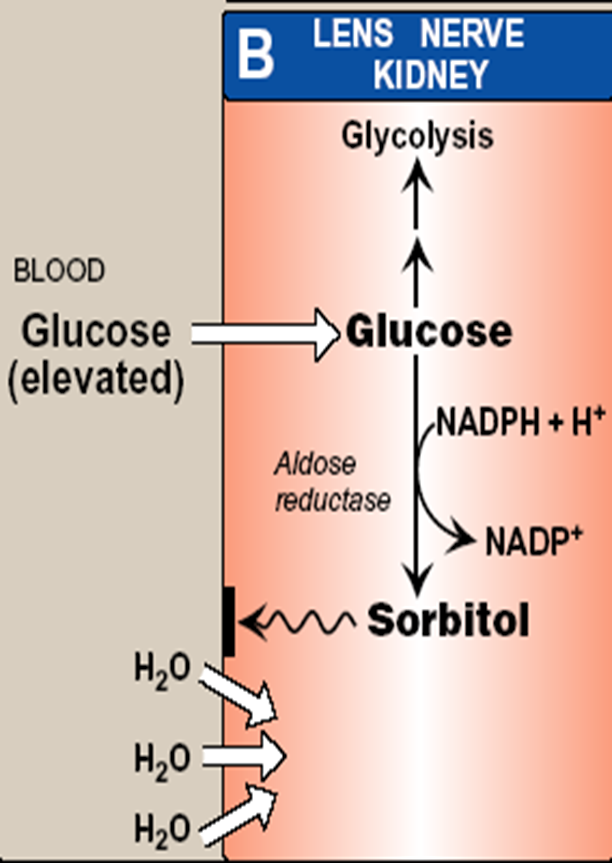 B
LENS NERVE
KIDNEY
Glycolysis
BLOOD
Glucose
(elevated)
Glucose
NADPH + H⁺
Aldose
reductase
NADP⁺
Sorbitol
H₂O
H₂O
H₂O